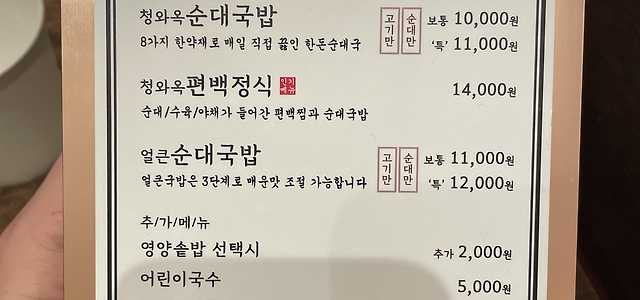 청와옥순대국밥 고기만 순대만 보통 10,000원
8가지 한약재로 매일 직접 끓인 한돈순대국 '특' 11,000원
청와옥편백정식 인기메뉴 14,000원
순대/수육/야채가 들어간 편백찜과 순대국밥
얼큰순대국밥 고기만 순대만 보통 11,000원
얼큰국밥은 3단계로 매운맛 조절 가능합니다 '특' 12,000원
추/가/메/뉴
영양솥밥 선택시 추가 2,000원
어린이국수 5,000원